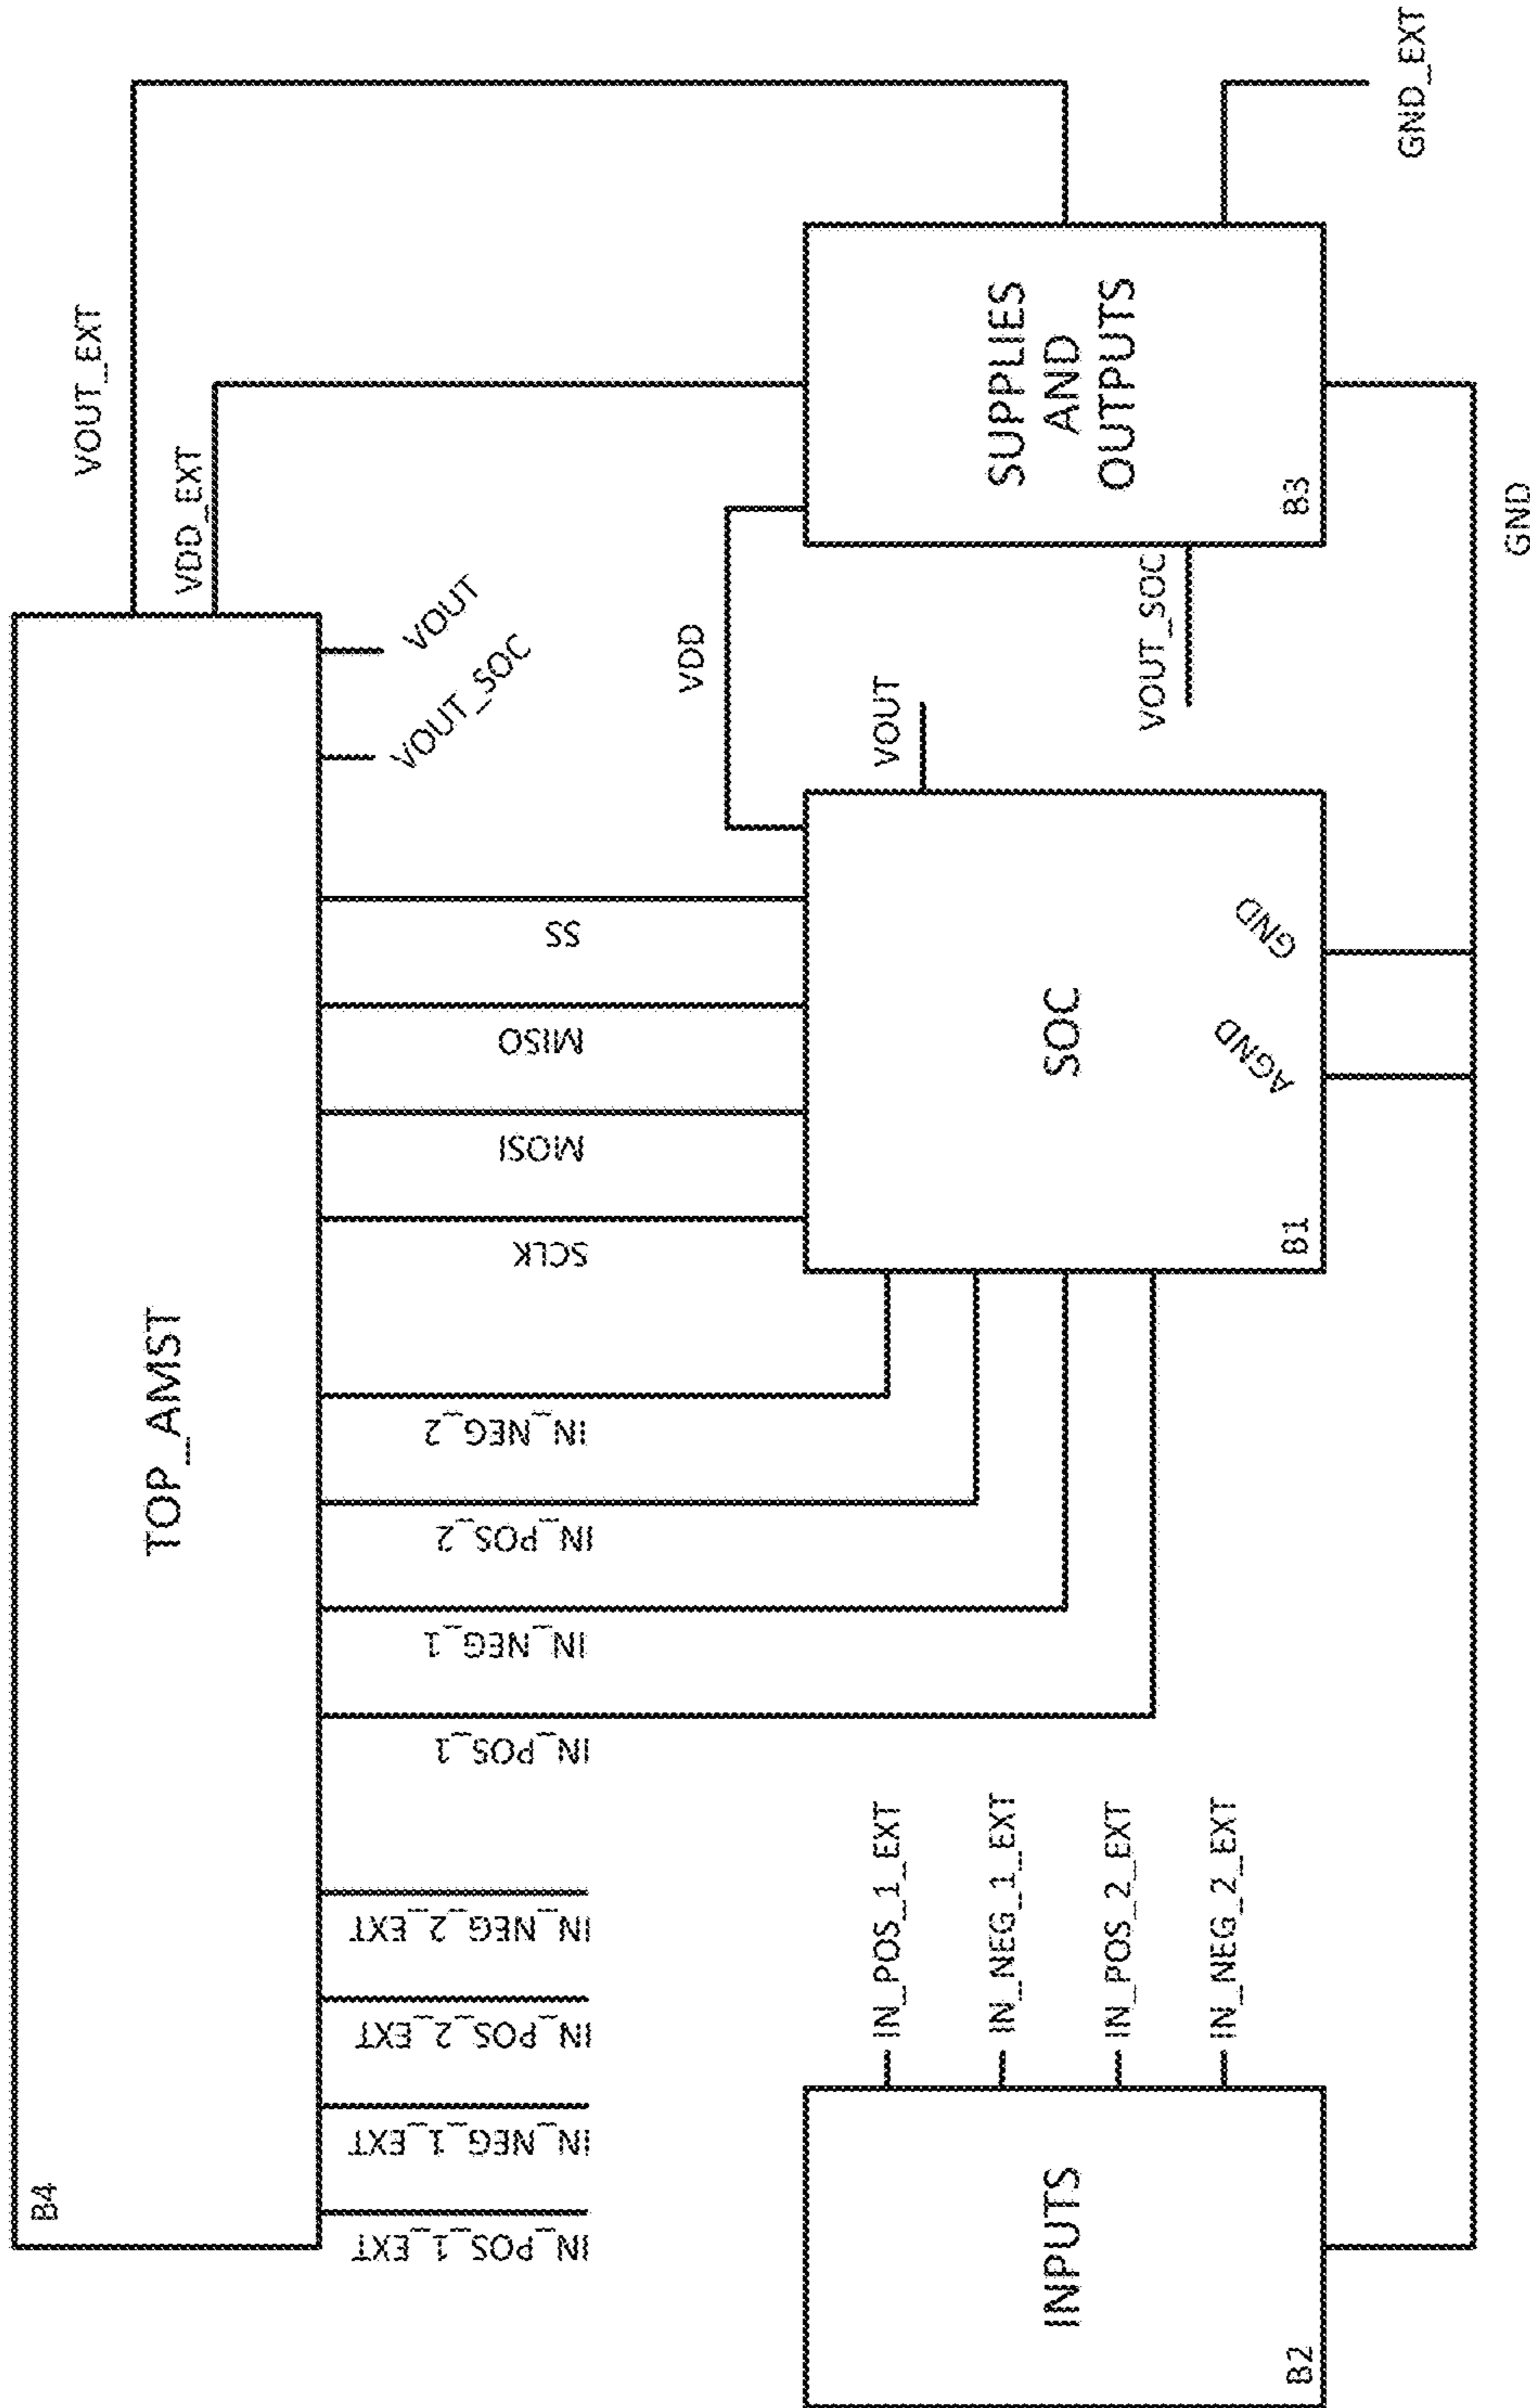 B4
TOP_AMST
VOUT_EXT
VDD_EXT
IN_POS_1_EXT
IN_NEG_1_EXT
IN_POS_2_EXT
IN_NEG_2_EXT
IN_POS_1
IN_NEG_1
IN_POS_2
IN_NEG_2
SCLK
MOSI
MISO
SS
VOUT_SOC
VOUT
VDD
INPUTS
B2
IN_POS_1_EXT
IN_NEG_1_EXT
IN_POS_2_EXT
IN_NEG_2_EXT
SOC
B1
AGND
GND
VOUT
VOUT_SOC
SUPPLIES
AND
OUTPUTS
B3
GND_EXT
GND